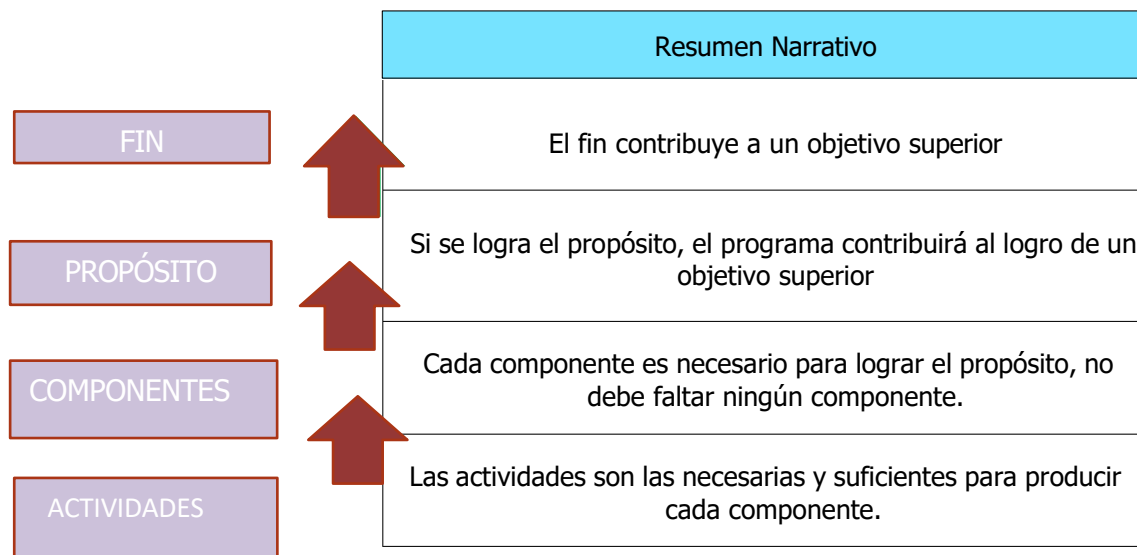 Resumen Narrativo
FIN
El fin contribuye a un objetivo superior
PROPÓSITO
Si se logra el propósito, el programa contribuirá al logro de un
objetivo superior
COMPONENTES
Cada componente es necesario para lograr el propósito, no
debe faltar ningún componente.
ACTIVIDADES
Las actividades son las necesarias y suficientes para producir
cada componente.